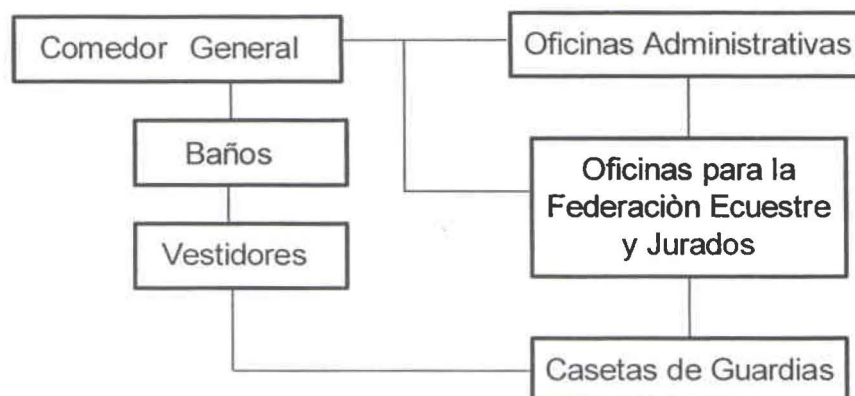 Comedor General
Oficinas Administrativas
Baños
Oficinas para la
Federaciòn Ecuestre
y Jurados
Vestidores
Casetas de Guardias